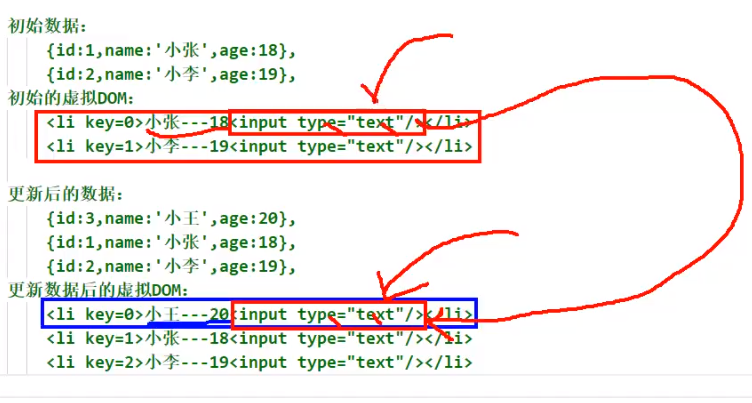 初始数据：
{id:1,name:'小张',age:18},
{id:2,name:'小李',age:19},
初始的虚拟DOM：
<li key=0>小张---18<input type="text"/></li>
<li key=1>小李---19<input type="text"/></li>
更新后的数据：
{id:3,name:'小王',age:20},
{id:1,name:'小张',age:18},
{id:2,name:'小李',age:19},
更新数据后的虚拟DOM：
<li key=0>小王---20<input type="text"/></li>
<li key=1>小张---18<input type="text"/></li>
<li key=2>小李---19<input type="text"/></li>